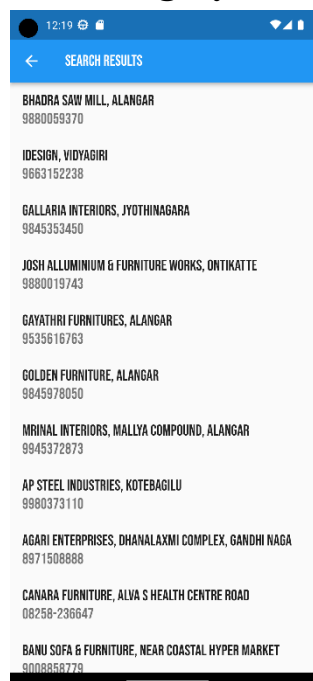 12:19
SEARCH RESULTS
BHADRA SAW MILL, ALANGAR
9880059370
IDESIGN, VIDYAGIRI
9663152238
GALLARIA INTERIORS, JYOTHINAGARA
9845353450
JOSH ALLUMINIUM & FURNITURE WORKS, ONTIKATTE
9880019743
GAYATHRI FURNITURES, ALANGAR
9535616763
GOLDEN FURNITURE, ALANGAR
9845978050
MRINAL INTERIORS, MALLYA COMPOUND, ALANGAR
9945372873
AP STEEL INDUSTRIES, KOTEBAGILU
9980373110
AGARI ENTERPRISES, DHANALAXMI COMPLEX, GANDHI NAGA
8971508888
CANARA FURNITURE, ALVA S HEALTH CENTRE ROAD
08258-236647
BANU SOFA & FURNITURE, NEAR COASTAL HYPER MARKET
9008858779